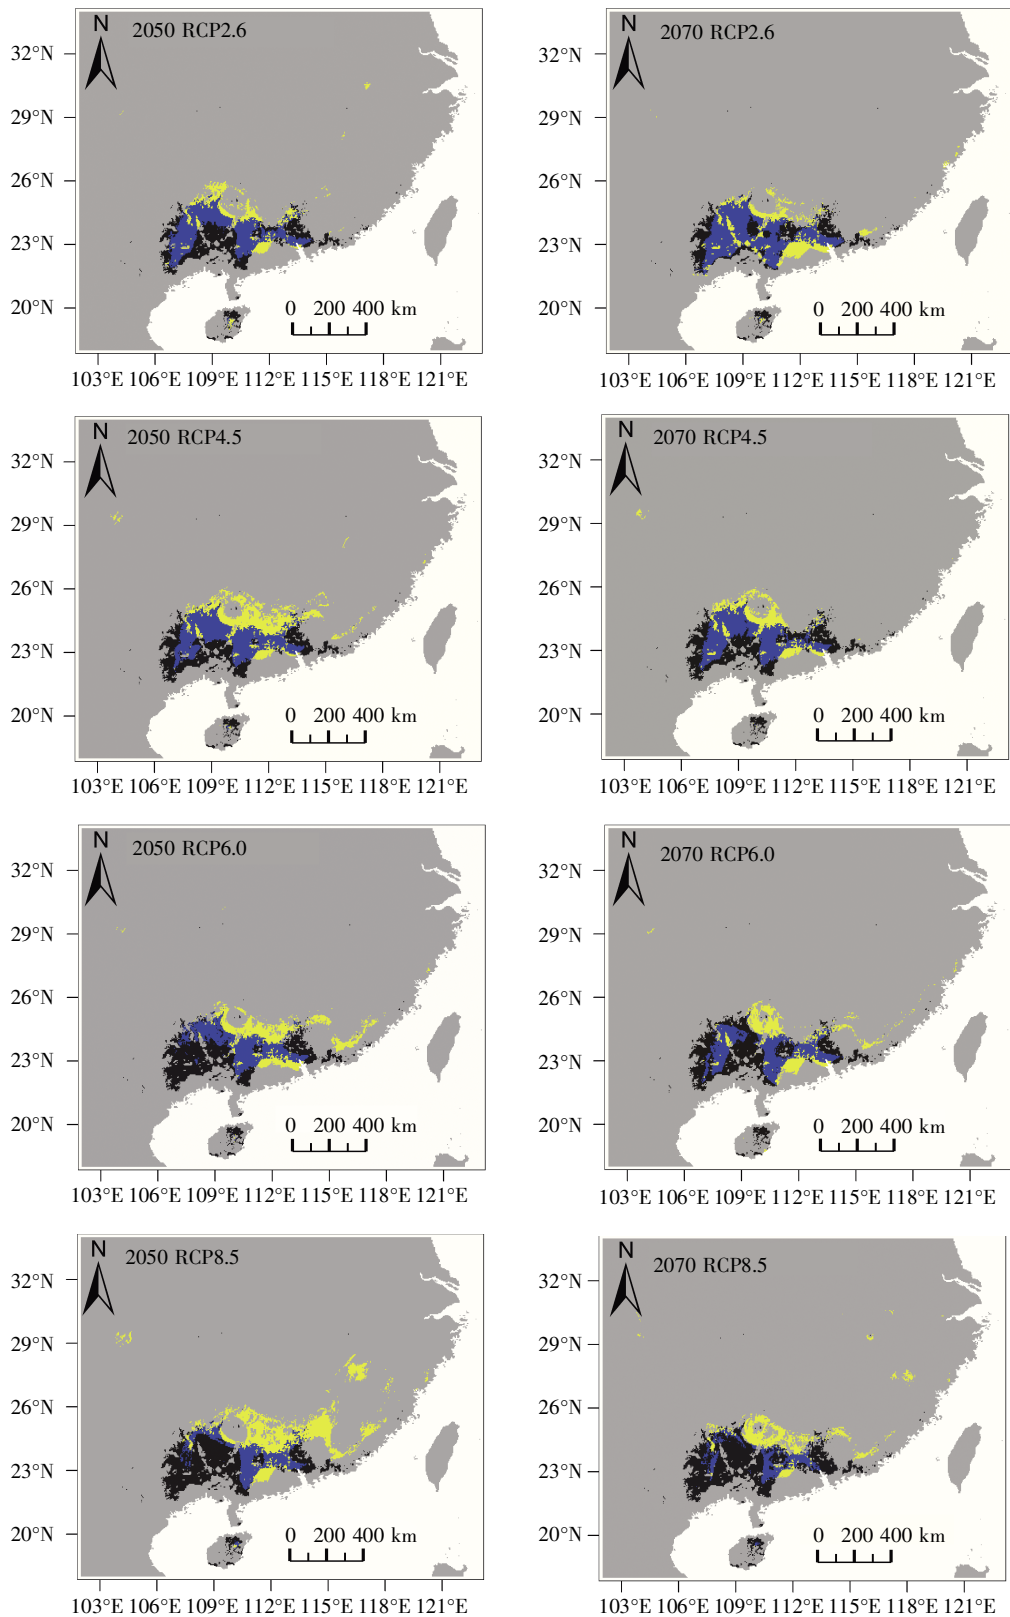 N
2050 RCP2.6
32°N
29°N
26°N
23°N
20°N
0 200 400 km
103°E 106°E 109°E 112°E 115°E 118°E 121°E
N
2070 RCP2.6
32°N
29°N
26°N
23°N
20°N
0 200 400 km
103°E 106°E 109°E 112°E 115°E 118°E 121°E
N
2050 RCP4.5
32°N
29°N
26°N
23°N
20°N
0 200 400 km
103°E 106°E 109°E 112°E 115°E 118°E 121°E
N
2070 RCP4.5
32°N
29°N
26°N
23°N
20°N
0 200 400 km
103°E 106°E 109°E 112°E 115°E 118°E 121°E
N
2050 RCP6.0
32°N
29°N
26°N
23°N
20°N
0 200 400 km
103°E 106°E 109°E 112°E 115°E 118°E 121°E
N
2070 RCP6.0
32°N
29°N
26°N
23°N
20°N
0 200 400 km
103°E 106°E 109°E 112°E 115°E 118°E 121°E
N
2050 RCP8.5
32°N
29°N
26°N
23°N
20°N
0 200 400 km
103°E 106°E 109°E 112°E 115°E 118°E 121°E
N
2070 RCP8.5
32°N
29°N
26°N
23°N
20°N
0 200 400 km
103°E 106°E 109°E 112°E 115°E 118°E 121°E